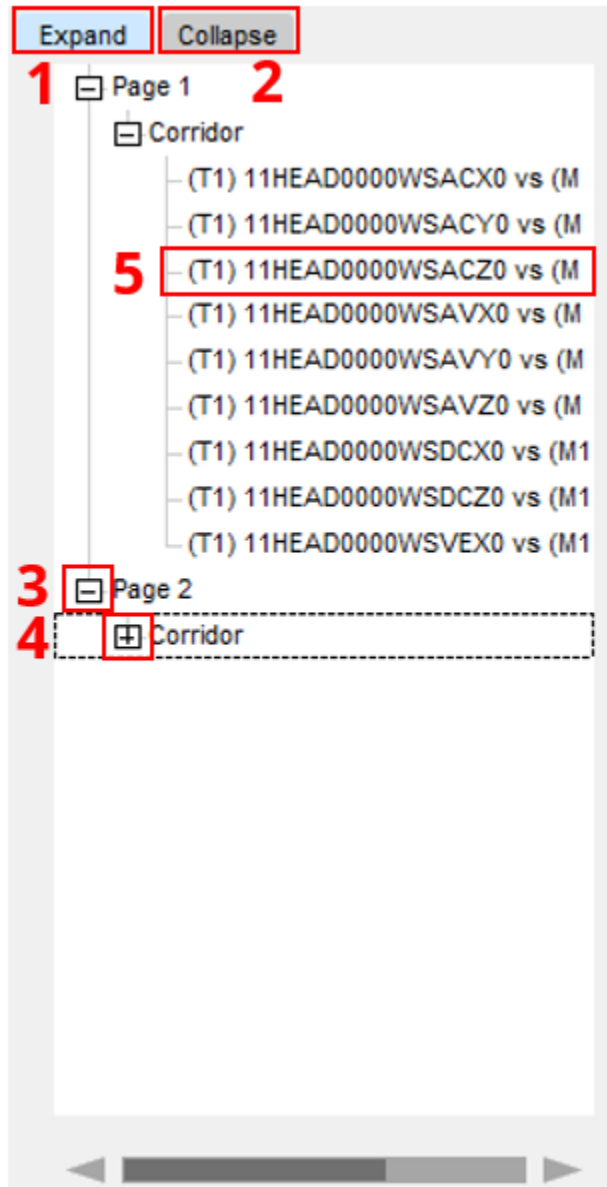 Expand Collapse
1 Page 1 2
Corridor
(T1) 11HEAD0000WSACX0 vs (M
(T1) 11HEAD0000WSACY0 vs (M
5 (T1) 11HEAD0000WSACZ0 vs (M
(T1) 11HEAD0000WSAVX0 vs (M
(T1) 11HEAD0000WSAVY0 vs (M
(T1) 11HEAD0000WSAVZ0 vs (M
(T1) 11HEAD0000WSDCX0 vs (M1
(T1) 11HEAD0000WSDCZ0 vs (M1
(T1) 11HEAD0000WSVEX0 vs (M1
3 Page 2
4 Corridor